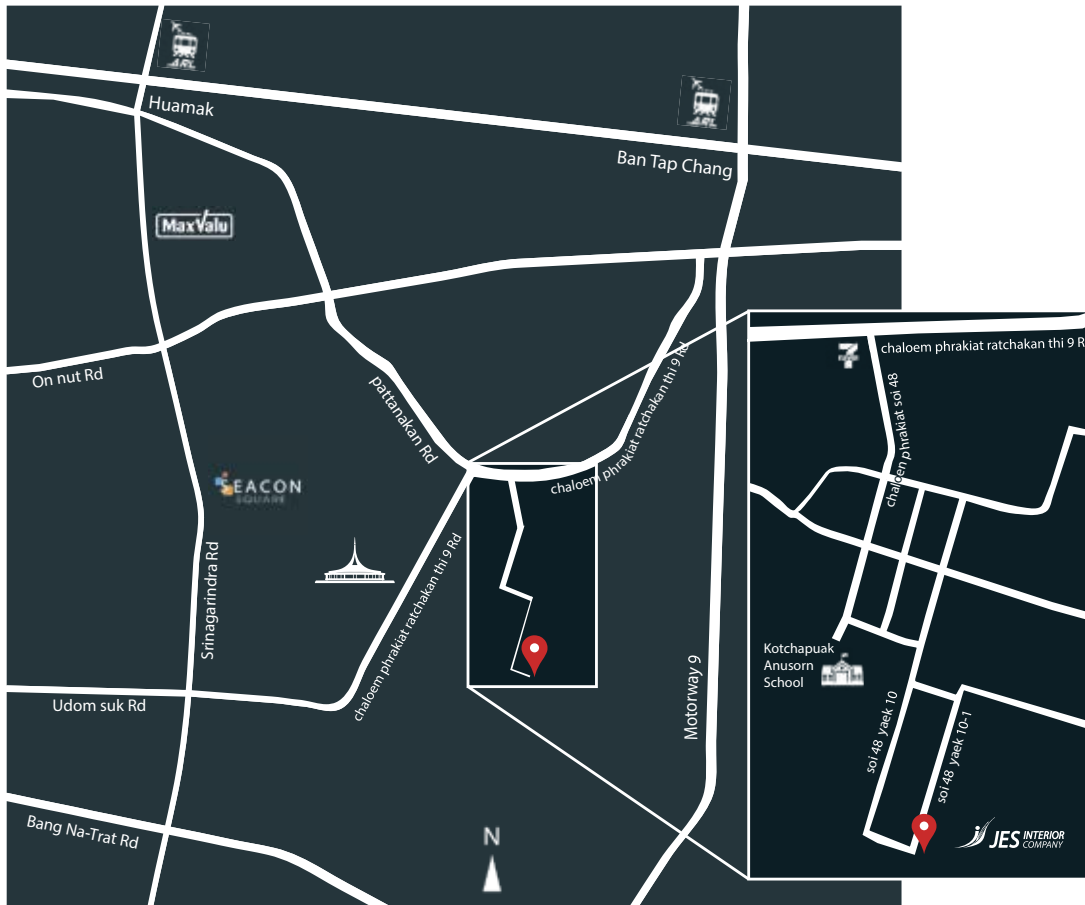 ARL
Huamak
ARL
Ban Tap Chang
MaxValu
On nut Rd
pattanakan Rd
chaloem phrakiat ratchakan thi 9 Rd
SEACON
SQUARE
Srinagarindra Rd
chaloem phrakiat ratchakan thi 9 Rd
Udom suk Rd
Motorway 9
Bang Na-Trat Rd
N
chaloem phrakiat ratchakan thi 9 R
7
chaloem phrakiat soi 48
Kotchapuak
Anusorn
School
soi 48 yaek 10
soi 48 yaek 10-1
JES INTERIOR
COMPANY